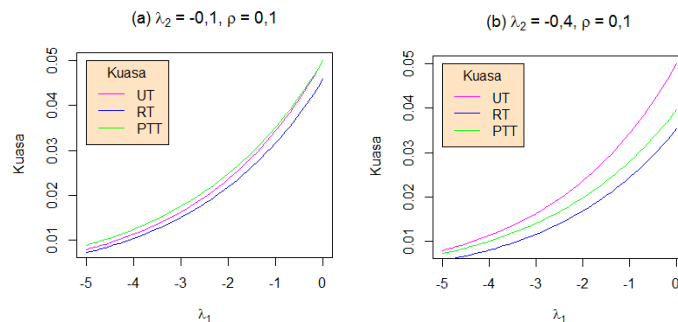 (a) λ2 = -0,1, ρ = 0,1
Kuasa
0.05
0.04
0.03
0.02
0.01
Kuasa
UT
RT
PTT
-5 -4 -3 -2 -1 0
λ1
(b) λ2 = -0,4, ρ = 0,1
Kuasa
0.05
0.04
0.03
0.02
0.01
Kuasa
UT
RT
PTT
-5 -4 -3 -2 -1 0
λ1